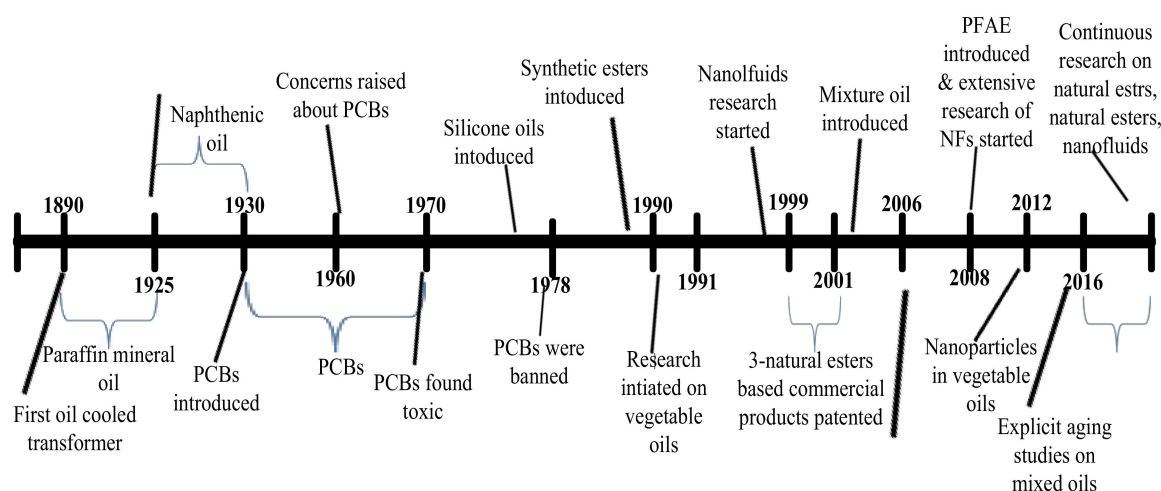 Naphthenic
oil
Concerns raised
about PCBs
Silicone oils
intoduced
Synthetic esters
intoduced
Nanolfuids
research
started
Mixture oil
introduced
PFAE
introduced
& extensive
research of
NFs started
Continuous
research on
natural estrs,
natural esters,
nanofluids
1890
1930
1970
1990
1999
2006
2012
1925
1960
1978
1991
2001
2008
2016
First oil cooled
transformer
Paraffin mineral
oil
PCBs
introduced
PCBs
PCBs found
toxic
PCBs were
banned
Research
intiated on
vegetable
oils
3-natural esters
based commercial
products patented
Nanoparticles
in vegetable
oils
Explicit aging
studies on
mixed oils